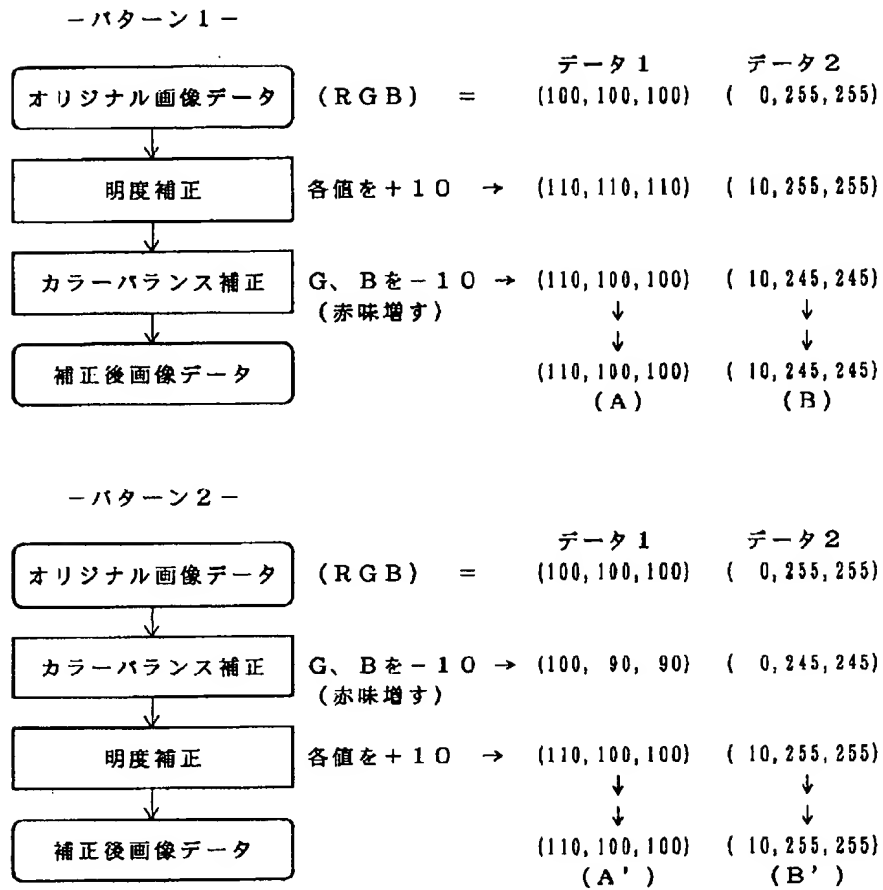 －パターン１－
データ１ データ２
オリジナル画像データ (ＲＧＢ) ＝ (100,100,100) ( 0,255,255)
明度補正 各値を＋１０ → (110,110,110) ( 10,255,255)
カラーバランス補正 Ｇ、Ｂを－１０ → (110,100,100) ( 10,245,245)
(赤味増す) ↓ ↓
↓ ↓
補正後画像データ (110,100,100) ( 10,245,245)
(Ａ) (Ｂ)
－パターン２－
データ１ データ２
オリジナル画像データ (ＲＧＢ) ＝ (100,100,100) ( 0,255,255)
カラーバランス補正 Ｇ、Ｂを－１０ → (100, 90, 90) ( 0,245,245)
(赤味増す)
明度補正 各値を＋１０ → (110,100,100) ( 10,255,255)
↓ ↓
↓ ↓
補正後画像データ (110,100,100) ( 10,255,255)
(Ａ') (Ｂ')